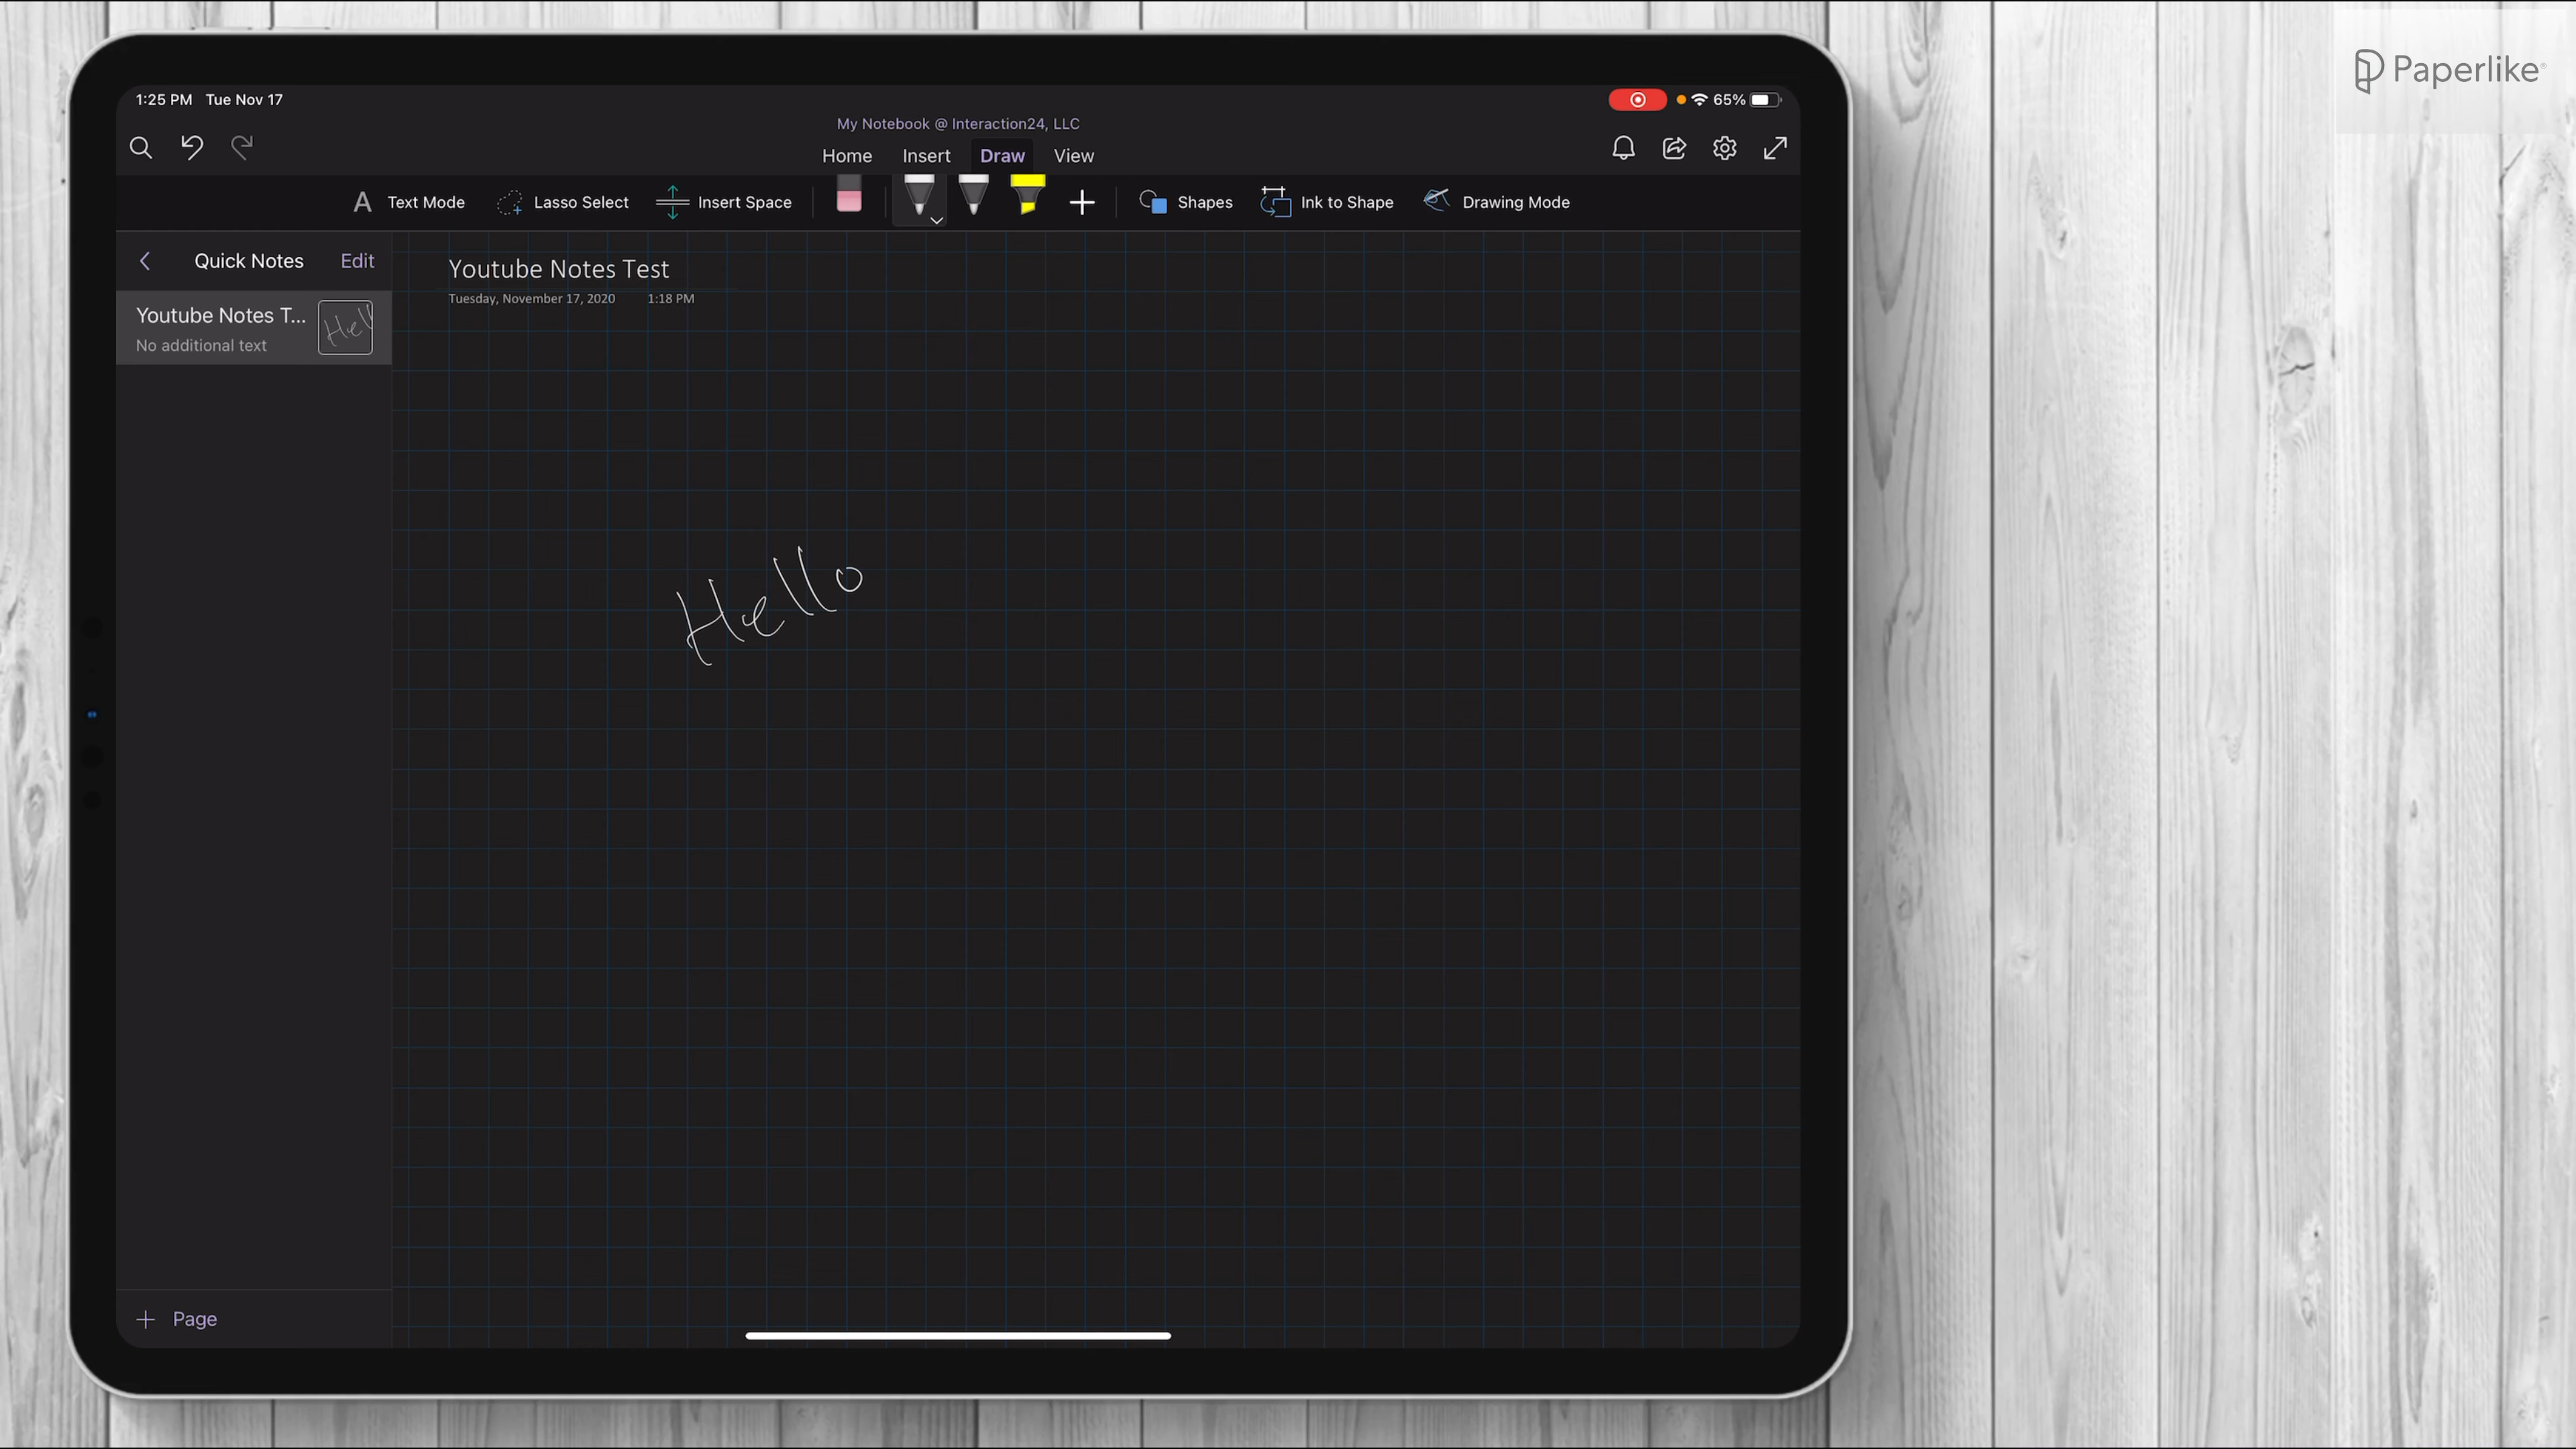 Paperlike
1:25 PM Tue Nov 17
65%
My Notebook @ Interaction24, LLC
Home Insert Draw View
A Text Mode Lasso Select Insert Space Shapes Ink to Shape Drawing Mode
Quick Notes Edit
Youtube Notes T...
No additional text
Hell
Youtube Notes Test
Tuesday, November 17, 2020 1:18 PM
Hello
+ Page